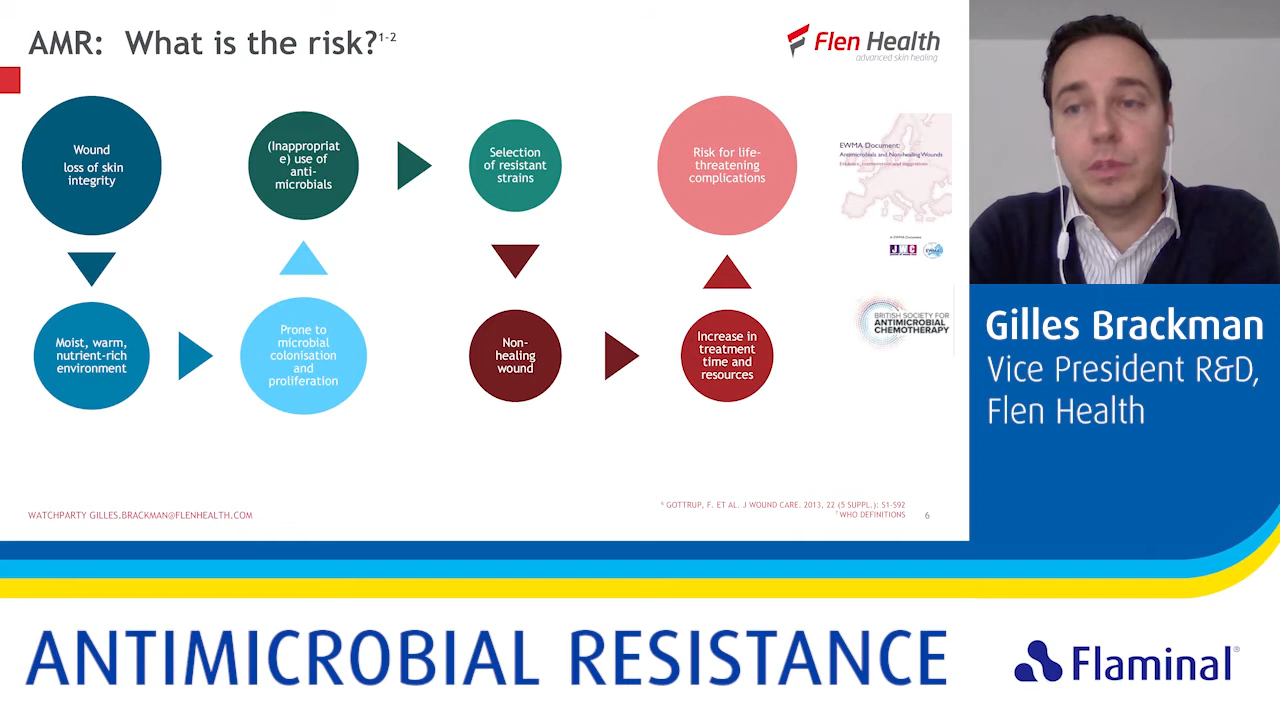 AMR: What is the risk?1-2
Flen Health
advanced skin healing
Wound
loss of skin
integrity
Moist, warm,
nutrient-rich
environment
Prone to
microbial
colonisation
and
proliferation
(Inappropriat
e) use of
anti-
microbials
Selection
of resistant
strains
Non-
healing
wound
Increase in
treatment
time and
resources
Risk for life-
threatening
complications
EWMA Document:
Antimicrobials and Non-healing Wounds
JWC
EWMA
BRITISH SOCIETY FOR
ANTIMICROBIAL
CHEMOTHERAPY
WATCHPARTY GILLES.BRACKMAN@FLENHEALTH.COM
GOTTRUP, F. ET AL. J WOUND CARE. 2013, 22 (5 SUPPL.): S1-S92
WHO DEFINITIONS
6
Gilles Brackman
Vice President R&D,
Flen Health
ANTIMICROBIAL RESISTANCE
Flaminal®